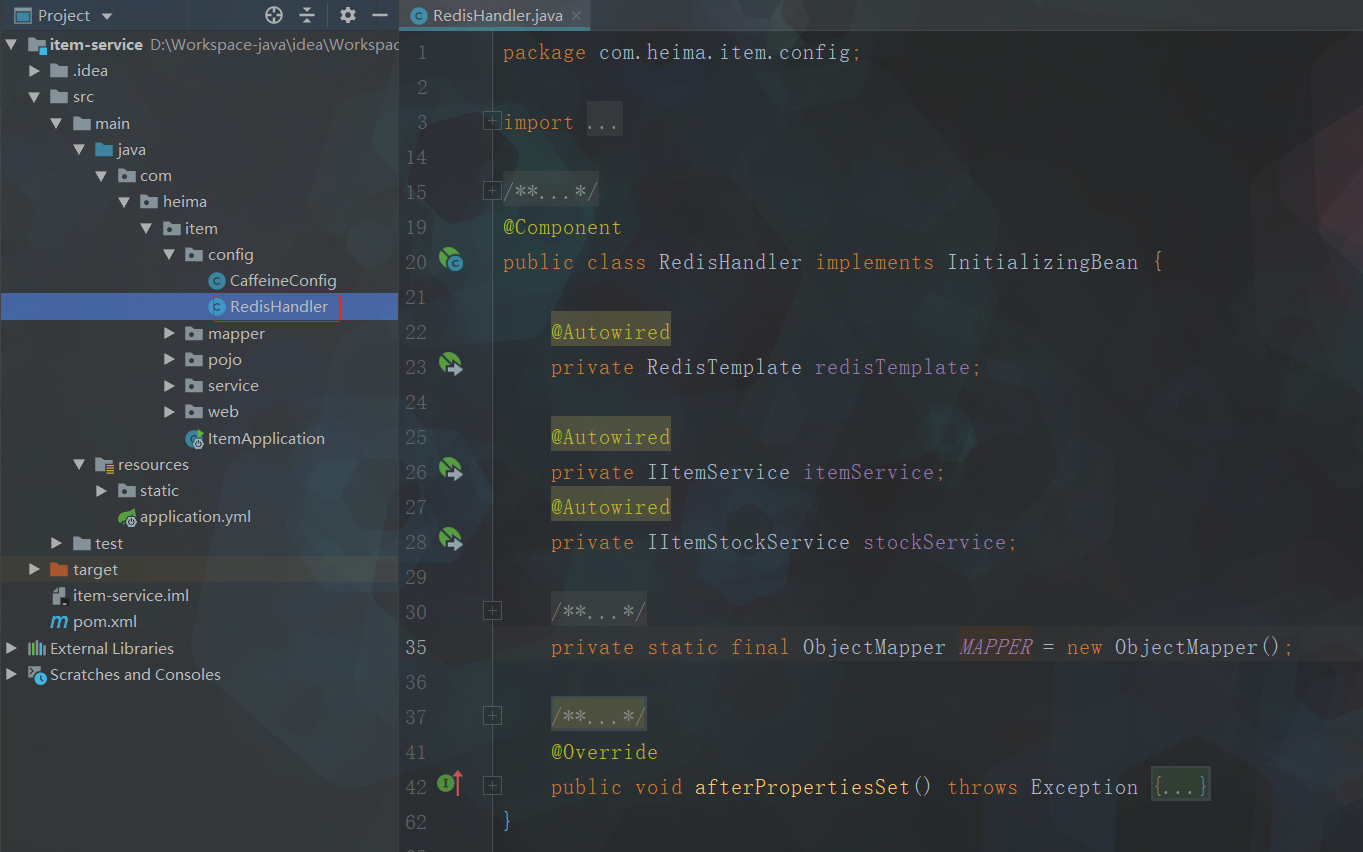 Project
item-service D:\Workspace-java\idea\Workspac
.idea
src
main
java
com
heima
item
config
CaffeineConfig
RedisHandler
mapper
pojo
service
web
ItemApplication
resources
static
application.yml
test
target
item-service.iml
pom.xml
External Libraries
Scratches and Consoles
RedisHandler.java
1 package com.heima.item.config;
2
3 import ...
14
15 /**...*/
19 @Component
20 public class RedisHandler implements InitializingBean {
21
22 @Autowired
23 private RedisTemplate redisTemplate;
24
25 @Autowired
26 private IItemService itemService;
27 @Autowired
28 private IItemStockService stockService;
29
30 /**...*/
35 private static final ObjectMapper MAPPER = new ObjectMapper();
36
37 /**...*/
41 @Override
42 public void afterPropertiesSet() throws Exception {...}
62 }